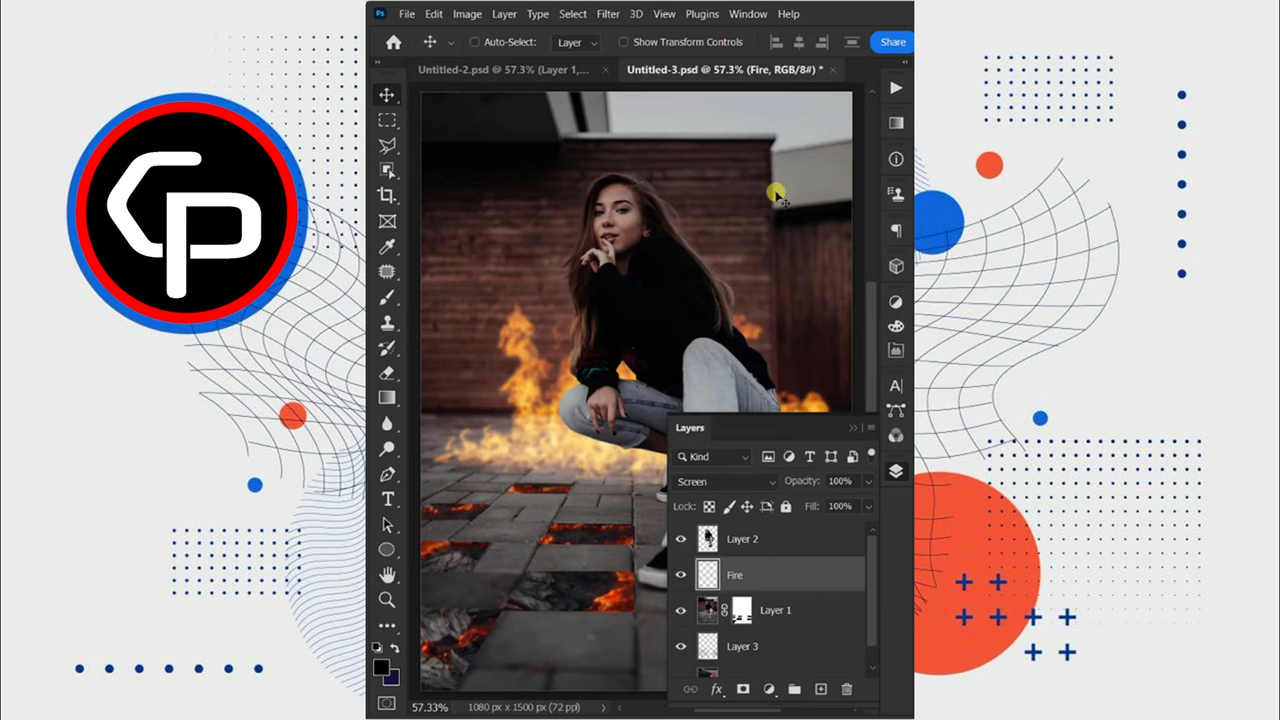 CP
Ps File Edit Image Layer Type Select Filter 3D View Plugins Window Help
Auto-Select: Layer Show Transform Controls Share
Untitled-2.psd @ 57.3% (Layer 1,... × Untitled-3.psd @ 57.3% (Fire, RGB/8#) * ×
Layers
Kind
Screen Opacity: 100%
Lock: Fill: 100%
Layer 2
Fire
Layer 1
Layer 3
fx
57.33% 1080 px x 1500 px (72 ppi)